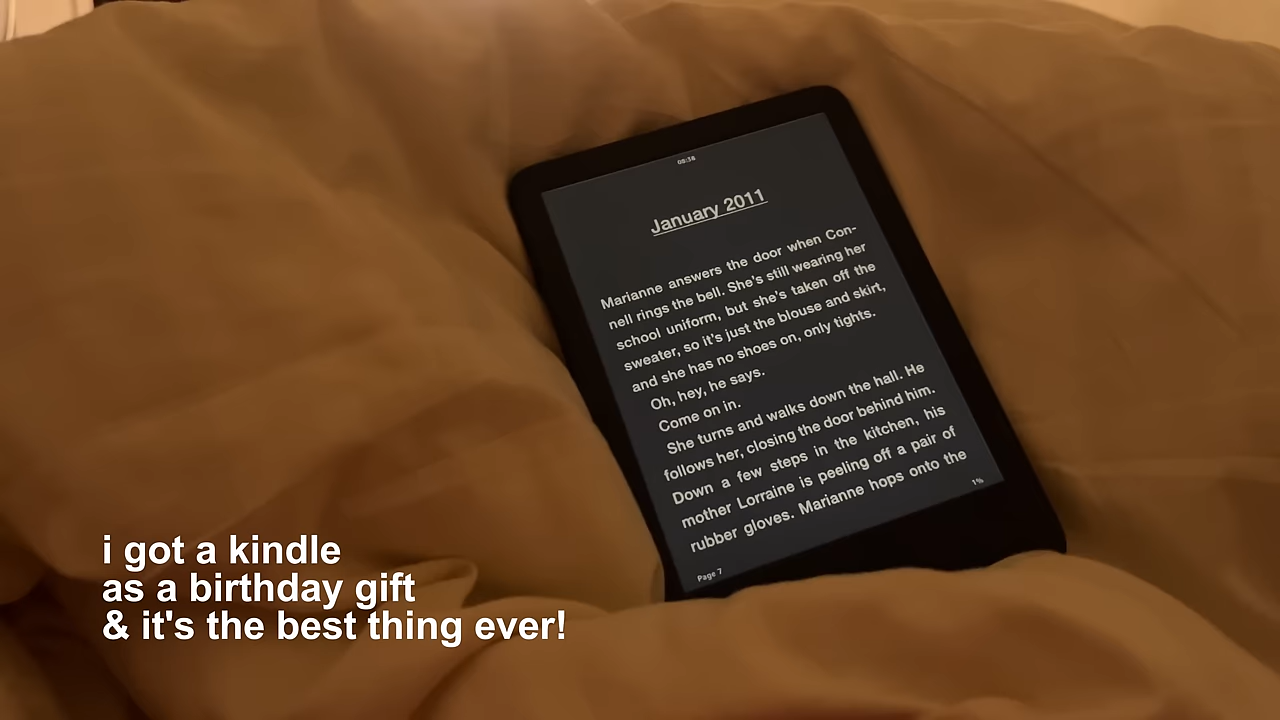 08:38
January 2011
Marianne answers the door when Con-
nell rings the bell. She's still wearing her
school uniform, but she's taken off the
sweater, so it's just the blouse and skirt,
and she has no shoes on, only tights.
Oh, hey, he says.
Come on in.
She turns and walks down the hall. He
follows her, closing the door behind him.
Down a few steps in the kitchen, his
mother Lorraine is peeling off a pair of
rubber gloves. Marianne hops onto the
Page 7
1%
i got a kindle
as a birthday gift
& it's the best thing ever!